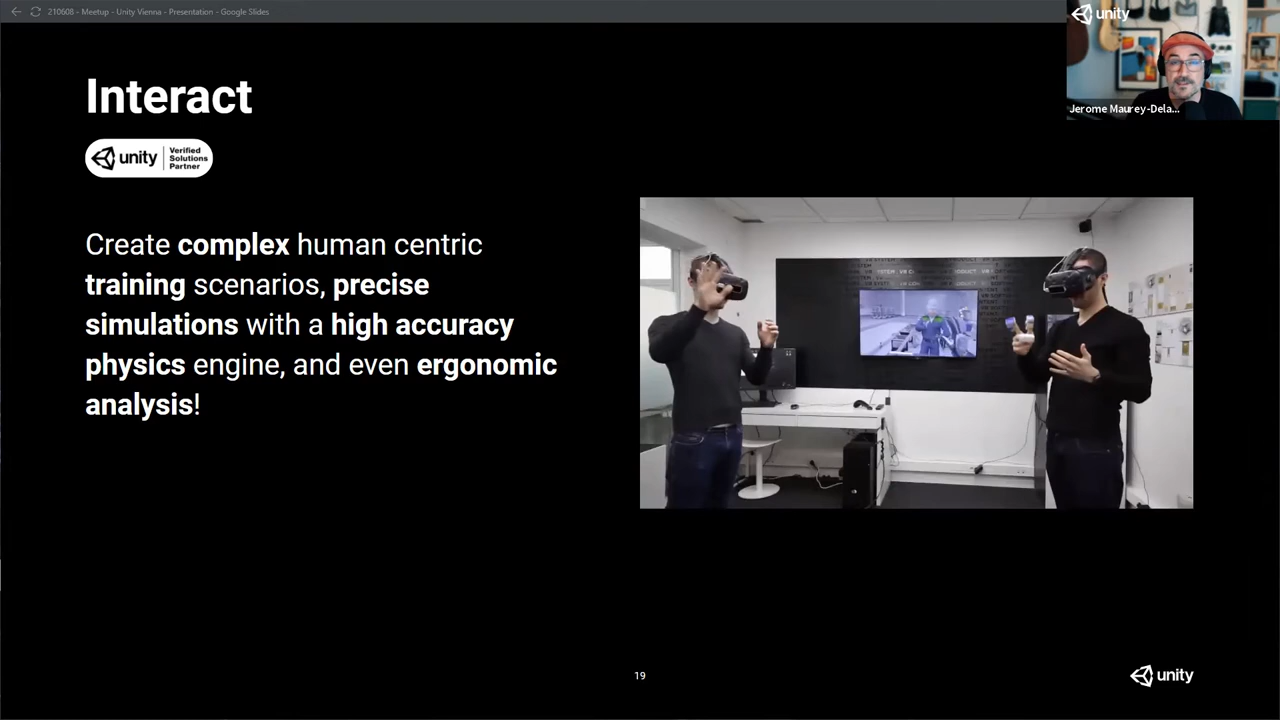 210608 - Meetup - Unity Vienna - Presentation - Google Slides
unity
Jerome Maurey-Dela...
Interact
unity
Verified
Solutions
Partner
Create complex human centric
training scenarios, precise
simulations with a high accuracy
physics engine, and even ergonomic
analysis!
19
unity